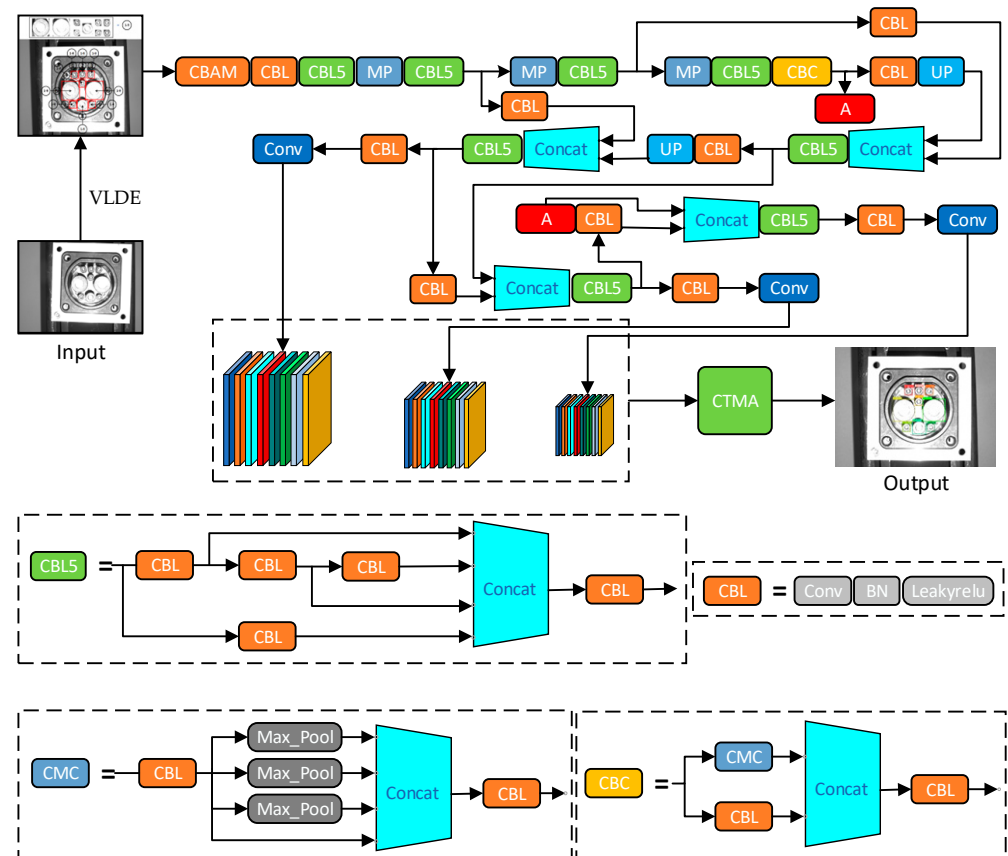 CBL
CBAM CBL CBL5 MP CBL5 MP CBL5 MP CBL5 CBC CBL UP
CBL
A
Conv CBL CBL5 Concat UP CBL CBL5 Concat
VLDE
A CBL Concat CBL5 CBL Conv
CBL Concat CBL5 CBL Conv
Input
CTMA
Output
CBL5 = CBL CBL CBL Concat CBL
CBL
CBL = Conv BN Leakyrelu
Max_Pool
CMC = CBL Max_Pool Concat CBL
Max_Pool
CMC
CBC = Concat CBL
CBL